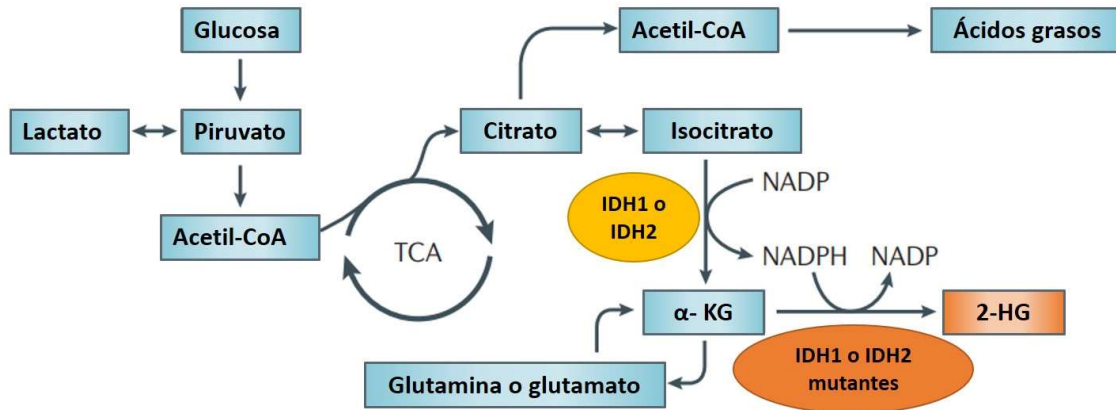 Glucosa
Acetil-CoA
Ácidos grasos
Lactato
Piruvato
Citrato
Isocitrato
NADP
IDH1 o
IDH2
Acetil-CoA
TCA
NADPH
NADP
α- KG
2-HG
Glutamina o glutamato
IDH1 o IDH2
mutantes